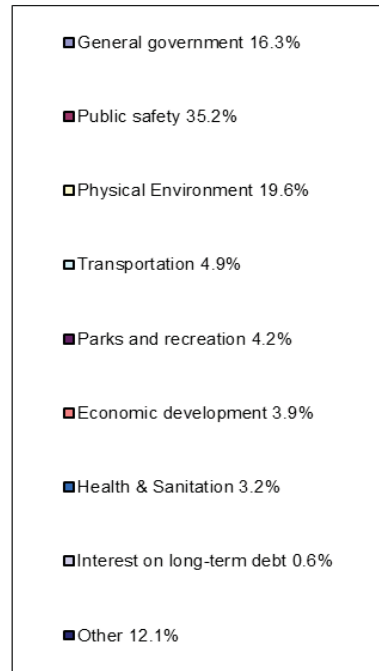 General government 16.3%
Public safety 35.2%
Physical Environment 19.6%
Transportation 4.9%
Parks and recreation 4.2%
Economic development 3.9%
Health & Sanitation 3.2%
Interest on long-term debt 0.6%
Other 12.1%